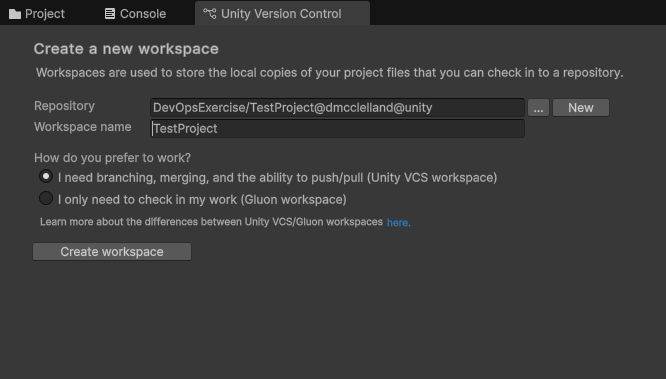 Project Console Unity Version Control
Create a new workspace
Workspaces are used to store the local copies of your project files that you can check in to a repository.
Repository DevOpsExercise/TestProject@dmcclelland@unity ... New
Workspace name TestProject
How do you prefer to work?
I need branching, merging, and the ability to push/pull (Unity VCS workspace)
I only need to check in my work (Gluon workspace)
Learn more about the differences between Unity VCS/Gluon workspaces here.
Create workspace